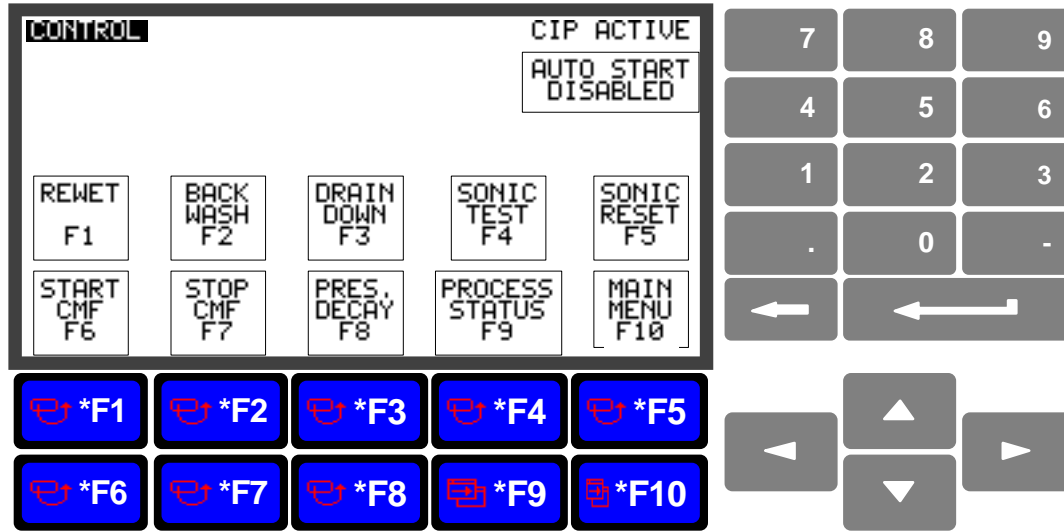 CONTROL
CIP ACTIVE
AUTO START
DISABLED
REWET
F1
BACK
WASH
F2
DRAIN
DOWN
F3
SONIC
TEST
F4
SONIC
RESET
F5
START
CMF
F6
STOP
CMF
F7
PRES.
DECAY
F8
PROCESS
STATUS
F9
MAIN
MENU
F10
*F1
*F2
*F3
*F4
*F5
*F6
*F7
*F8
*F9
*F10
7
8
9
4
5
6
1
2
3
.
0
-